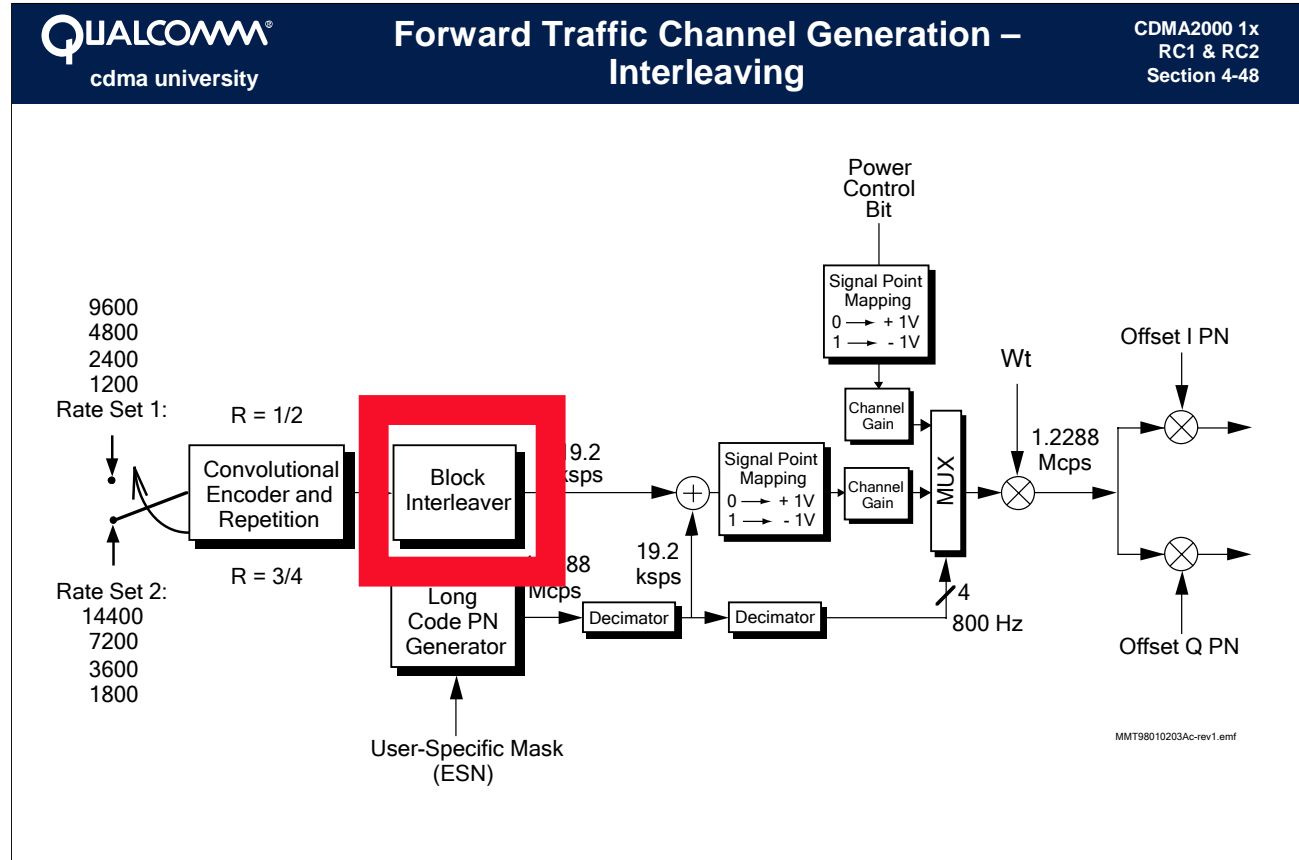 QUALCOMM®
cdma university
Forward Traffic Channel Generation –
Interleaving
CDMA2000 1x
RC1 & RC2
Section 4-48
Power
Control
Bit
Signal Point
Mapping
0 → + 1V
1 → - 1V
9600
4800
2400
1200
Rate Set 1:
R = 1/2
Convolutional
Encoder and
Repetition
R = 3/4
Rate Set 2:
14400
7200
3600
1800
Block
Interleaver
19.2
ksps
88
Mcps
Long
Code PN
Generator
User-Specific Mask
(ESN)
Decimator
19.2
ksps
Decimator
+
Signal Point
Mapping
0 → + 1V
1 → - 1V
Channel
Gain
Channel
Gain
MUX
4
800 Hz
Wt
1.2288
Mcps
Offset I PN
Offset Q PN
MMT98010203Ac-rev1.emf